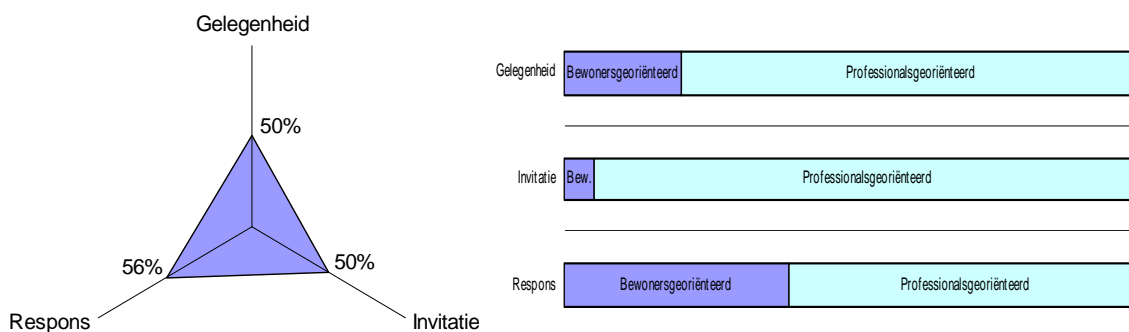 Gelegenheid
50%
56%
50%
Respons
Invitatie
Gelegenheid
Bewonersgeoriënteerd
Professionalsgeoriënteerd
Invitatie
Bew.
Professionalsgeoriënteerd
Respons
Bewonersgeoriënteerd
Professionalsgeoriënteerd